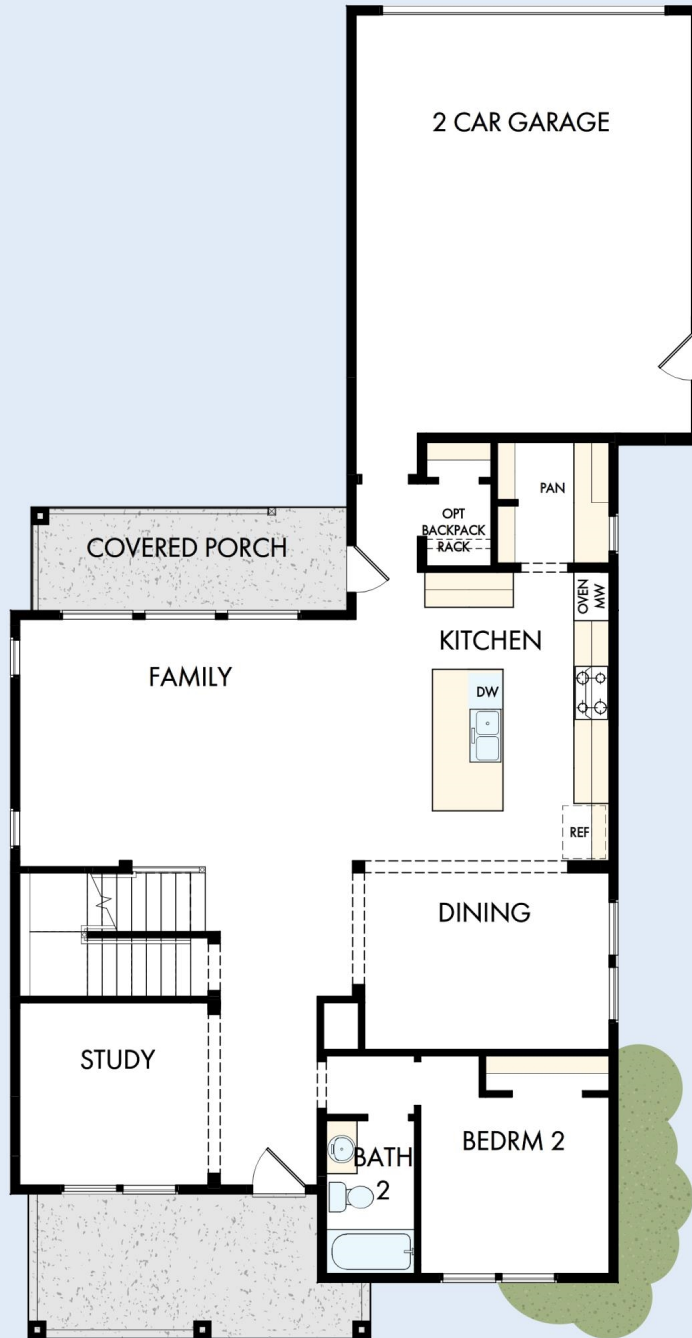 2 CAR GARAGE
PAN
OPT
BACKPACK
RACK
COVERED PORCH
OVEN
MW
KITCHEN
FAMILY
DW
REF
DINING
STUDY
BEDRM 2
BATH
2